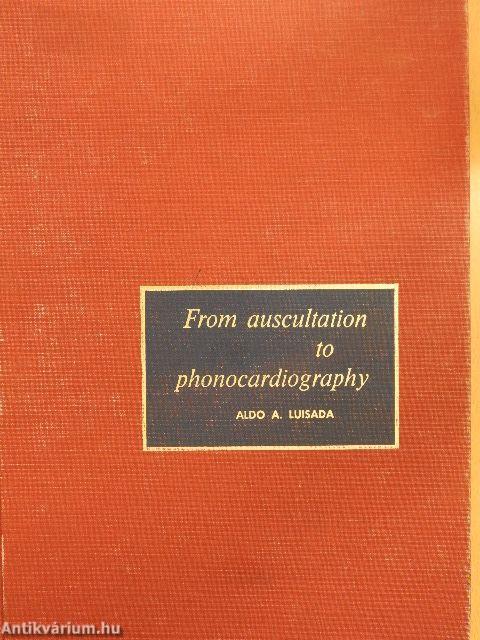 From auscultation
to
phonocardiography
ALDO A. LUISADA
Antikvárium.hu